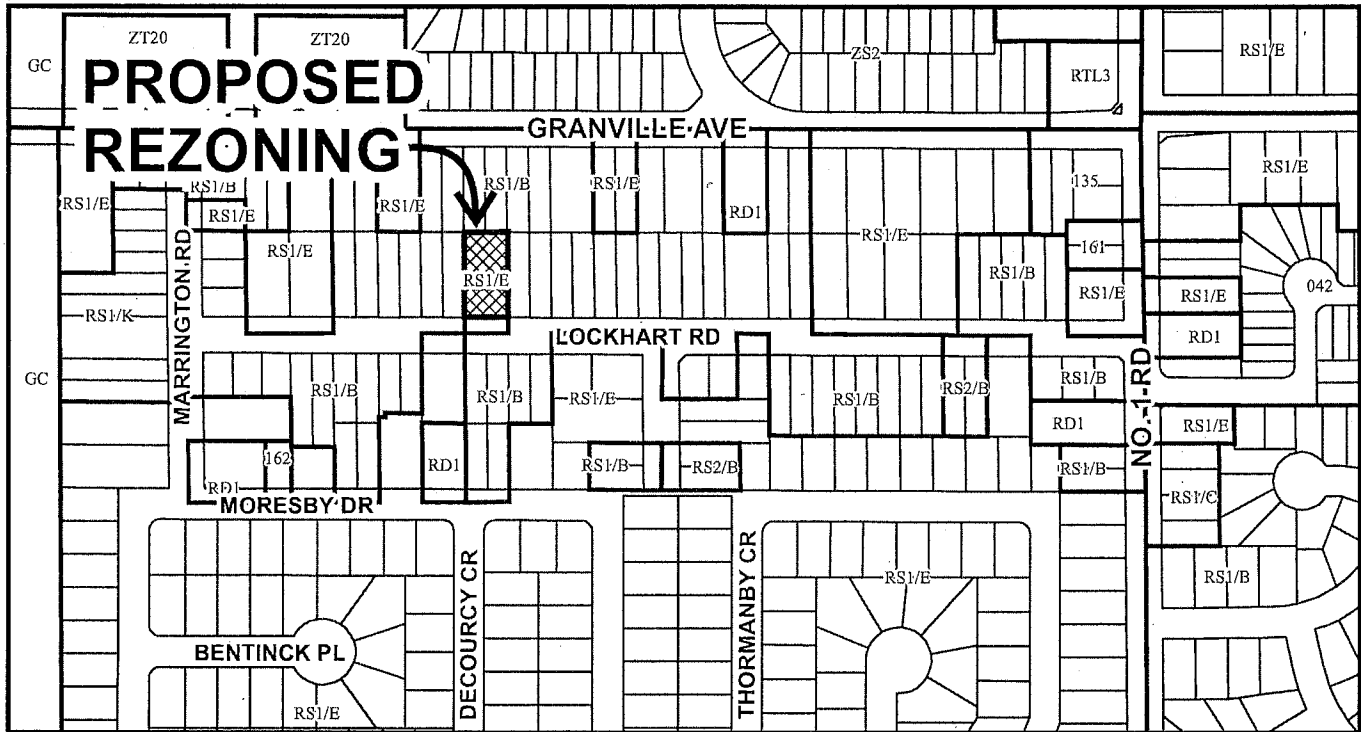 ZT20
ZT20
GC
PROPOSED
REZONING
ZS2
RTL3
RS1/E
GRANVILLE AVE
RS1/E
RS1/B
RS1/E
RS1/E
RS1/B
RS1/E
RD1
135
RS1/E
RS1/E
RS1/E
RS1/E
161
RS1/B
RS1/E
RS1/E
042
RS1/K
MARRINGTON RD
LOCKHART RD
RD1
GC
RS1/B
RS1/B
RS1/E
RS1/B
RS2/B
RS1/B
NO. 1 RD
RD1
RS1/E
162
RD1
RD1
RS1/B
RS2/B
RS1/B
RS1/C
MORESBY DR
DECOURCY CR
THORMANBY CR
RS1/E
RS1/B
BENTINCK PL
RS1/E